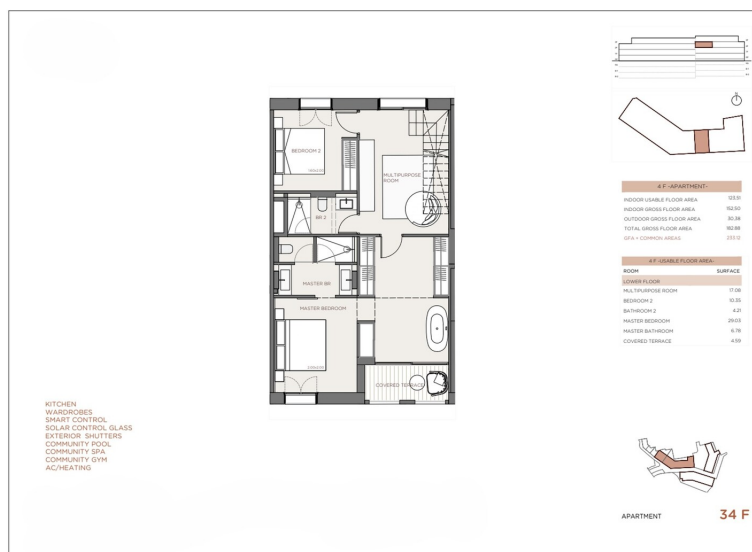 BEDROOM 2
MULTIPURPOSE
ROOM
BR 2
MASTER BR
MASTER BEDROOM
COVERED TERRACE
KITCHEN
WARDROBES
SMART CONTROL
SOLAR CONTROL GLASS
EXTERIOR SHUTTERS
COMMUNITY POOL
COMMUNITY SPA
COMMUNITY GYM
AC/HEATING
4 F -APARTMENT-
INDOOR USABLE FLOOR AREA 123.51
INDOOR GROSS FLOOR AREA 152.50
OUTDOOR GROSS FLOOR AREA 30.38
TOTAL GROSS FLOOR AREA 182.88
GFA + COMMON AREAS
4 F -USABLE FLOOR AREA-
ROOM SURFACE
LOWER FLOOR
MULTIPURPOSE ROOM 17.08
BEDROOM 2 10.35
BATHROOM 2 4.21
MASTER BEDROOM 29.03
MASTER BATHROOM 6.78
COVERED TERRACE 4.59
APARTMENT 34 F